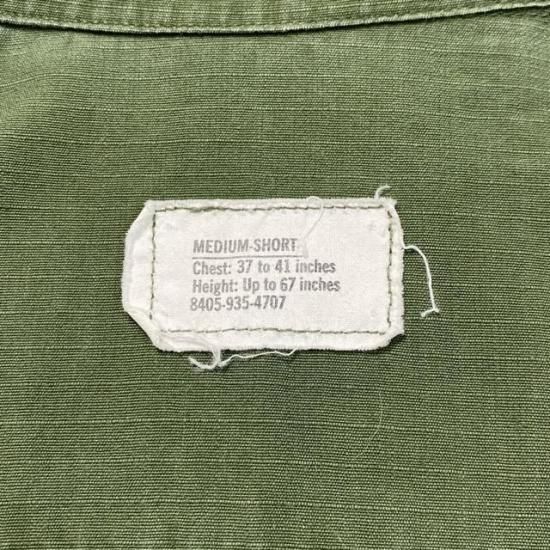 MEDIUM-SHORT
Chest: 37 to 41 inches
Height: Up to 67 inches
8405-935-4707